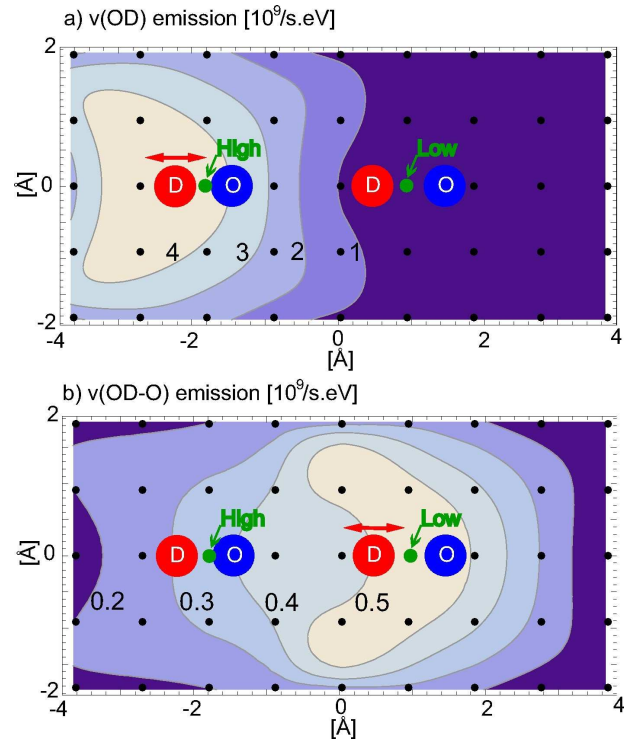 a) ν(OD) emission [10⁹/s.eV]
2
High
Low
[Å]
0
D
O
D
O
4
3
2
1
-2
-4
-2
0
2
4
[Å]
b) ν(OD-O) emission [10⁹/s.eV]
2
High
Low
[Å]
0
D
O
D
O
0.2
0.3
0.4
0.5
-2
-4
-2
0
2
4
[Å]